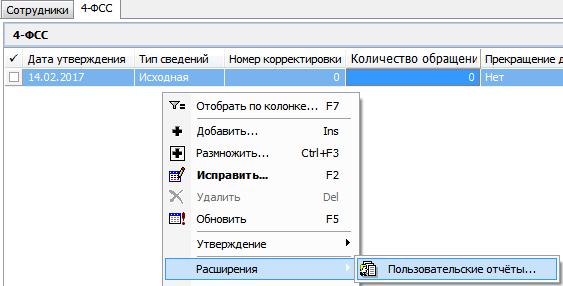 Сотрудники 4-ФСС
4-ФСС
✓ Дата утверждения Тип сведений Номер корректировки Количество обращени Прекращение д
14.02.2017 Исходная 0 0 Нет
Отобрать по колонке... F7
Добавить... Ins
Размножить... Ctrl+F3
Исправить... F2
Удалить Del
Обновить F5
Утверждение
Расширения Пользовательские отчёты...